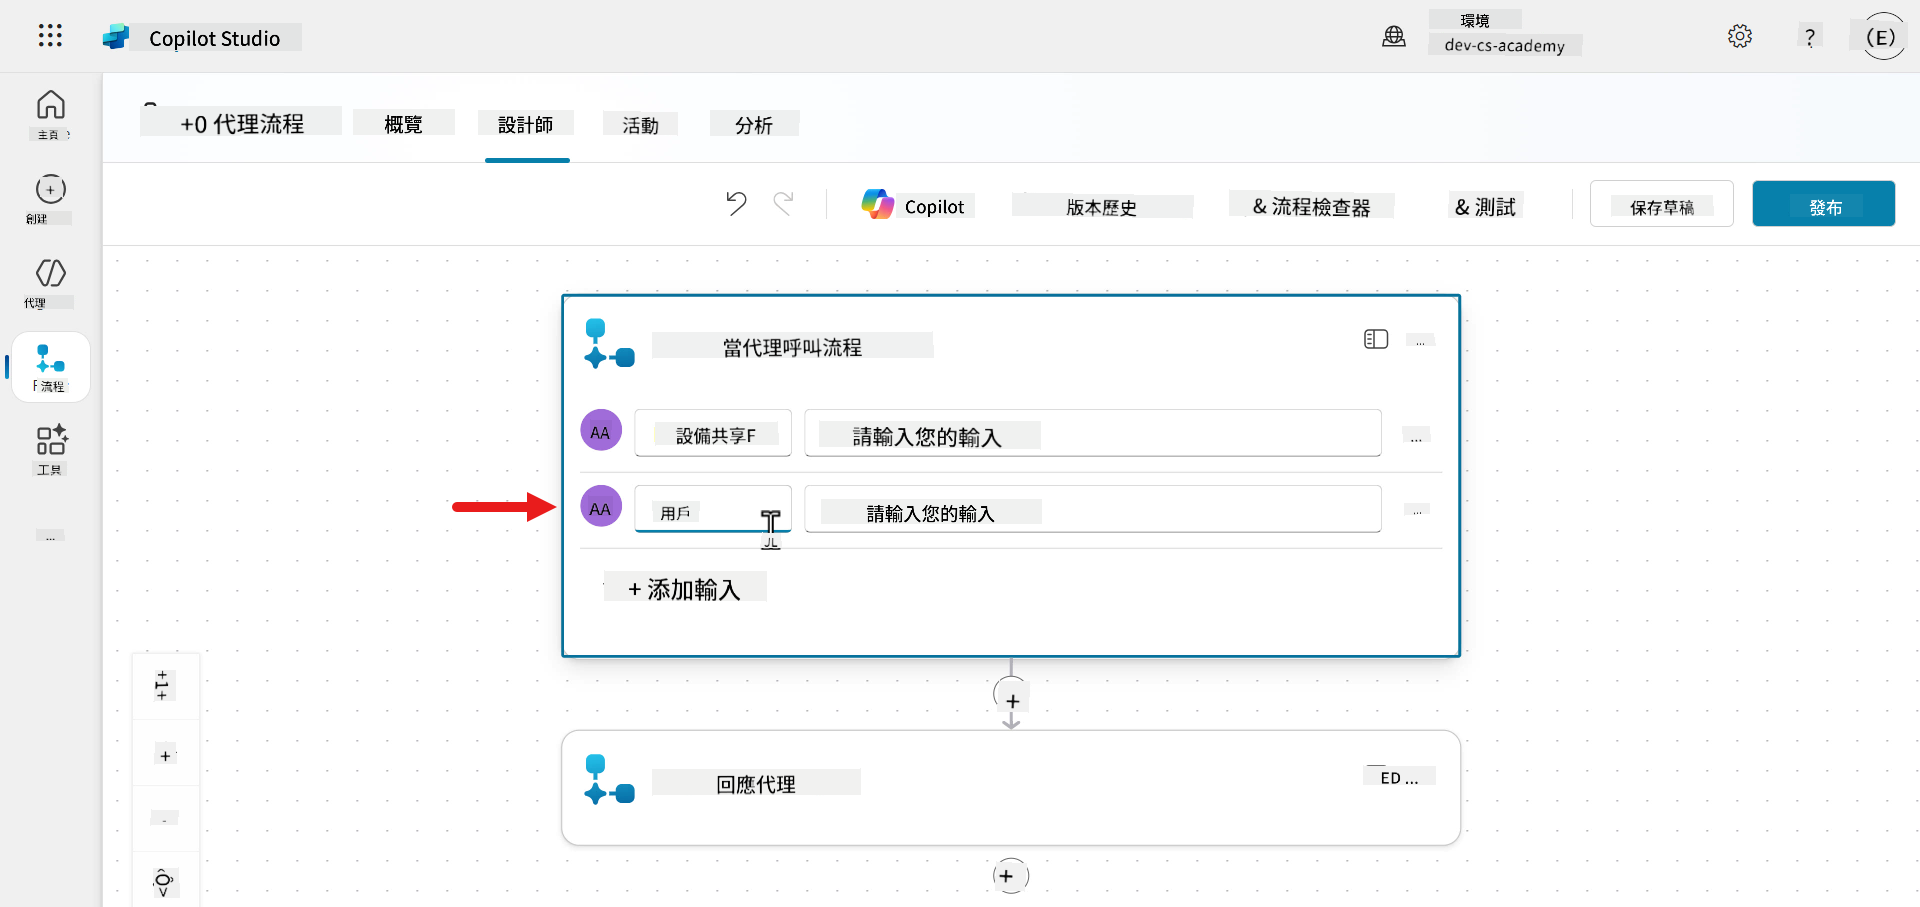 Copilot Studio
環境
dev-cs-academy
?
(E)
+0 代理流程
概覽
設計師
活動
分析
主頁
創建
代理
流程
工具
...
Copilot
版本歷史
& 流程檢查器
& 測試
保存草稿
發布
當代理呼叫流程
...
AA
設備共享F
請輸入您的輸入
...
AA
用戶
請輸入您的輸入
...
+ 添加輸入
+
回應代理
ED ...
+
+
-